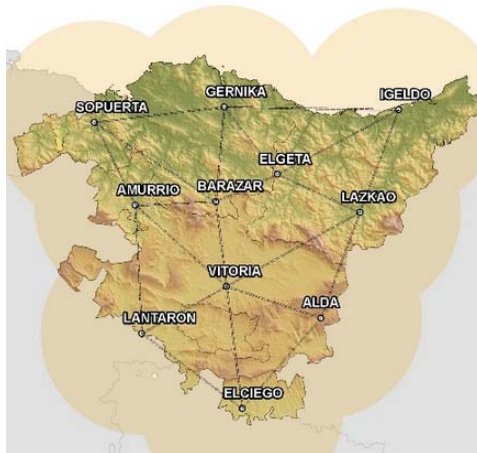 GERNIKA
IGELDO
SOPUERTA
ELGETA
AMURRIO
BARAZAR
LAZKAO
VITORIA
ALDA
LANTARON
ELCIEGO